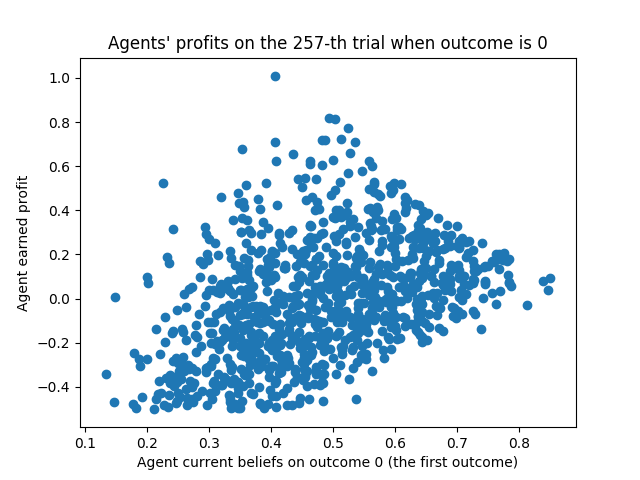 Agents' profits on the 257-th trial when outcome is 0
1.0
0.8
0.6
0.4
0.2
0.0
−0.2
−0.4
Agent earned profit
0.1 0.2 0.3 0.4 0.5 0.6 0.7 0.8
Agent current beliefs on outcome 0 (the first outcome)